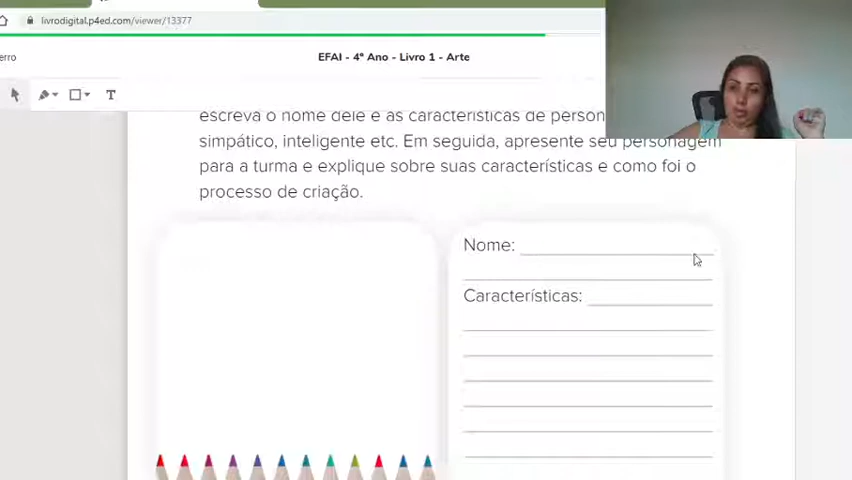 livrodigital.p4ed.com/viewer/13377
erro
EFAI - 4º Ano - Livro 1 - Arte
T
escreva o nome dele e as características de
simpático, inteligente etc. Em seguida, apresente seu personagem
para a turma e explique sobre suas características e como foi o
processo de criação.
Nome:
Características: